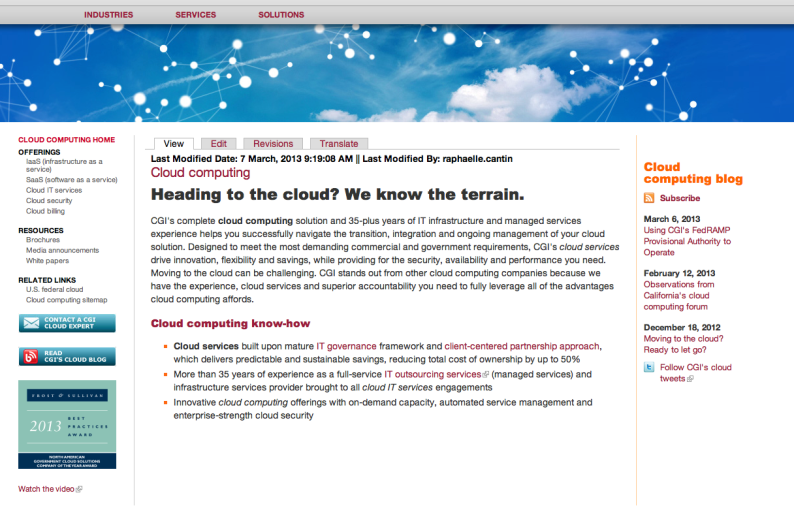 INDUSTRIES SERVICES SOLUTIONS
CLOUD COMPUTING HOME
OFFERINGS
IaaS (infrastructure as a
service)
SaaS (software as a service)
Cloud IT services
Cloud security
Cloud billing
RESOURCES
Brochures
Media announcements
White papers
RELATED LINKS
U.S. federal cloud
Cloud computing sitemap
CONTACT A CGI
CLOUD EXPERT
READ
CGI'S CLOUD BLOG
FROST & SULLIVAN
2013 BEST
PRACTICES
AWARD
NORTH AMERICAN
GOVERNMENT CLOUD SOLUTIONS
COMPANY OF THE YEAR AWARD
Watch the video
View Edit Revisions Translate
Last Modified Date: 7 March, 2013 9:19:08 AM || Last Modified By: raphaelle.cantin
Cloud computing
Heading to the cloud? We know the terrain.
CGI's complete cloud computing solution and 35-plus years of IT infrastructure and managed services
experience helps you successfully navigate the transition, integration and ongoing management of your cloud
solution. Designed to meet the most demanding commercial and government requirements, CGI's cloud services
drive innovation, flexibility and savings, while providing for the security, availability and performance you need.
Moving to the cloud can be challenging. CGI stands out from other cloud computing companies because we
have the experience, cloud services and superior accountability you need to fully leverage all of the advantages
cloud computing affords.
Cloud computing know-how
Cloud services built upon mature IT governance framework and client-centered partnership approach,
which delivers predictable and sustainable savings, reducing total cost of ownership by up to 50%
More than 35 years of experience as a full-service IT outsourcing services (managed services) and
infrastructure services provider brought to all cloud IT services engagements
Innovative cloud computing offerings with on-demand capacity, automated service management and
enterprise-strength cloud security
Cloud
computing blog
Subscribe
March 6, 2013
Using CGI's FedRAMP
Provisional Authority to
Operate
February 12, 2013
Observations from
California's cloud
computing forum
December 18, 2012
Moving to the cloud?
Ready to let go?
Follow CGI's cloud
tweets